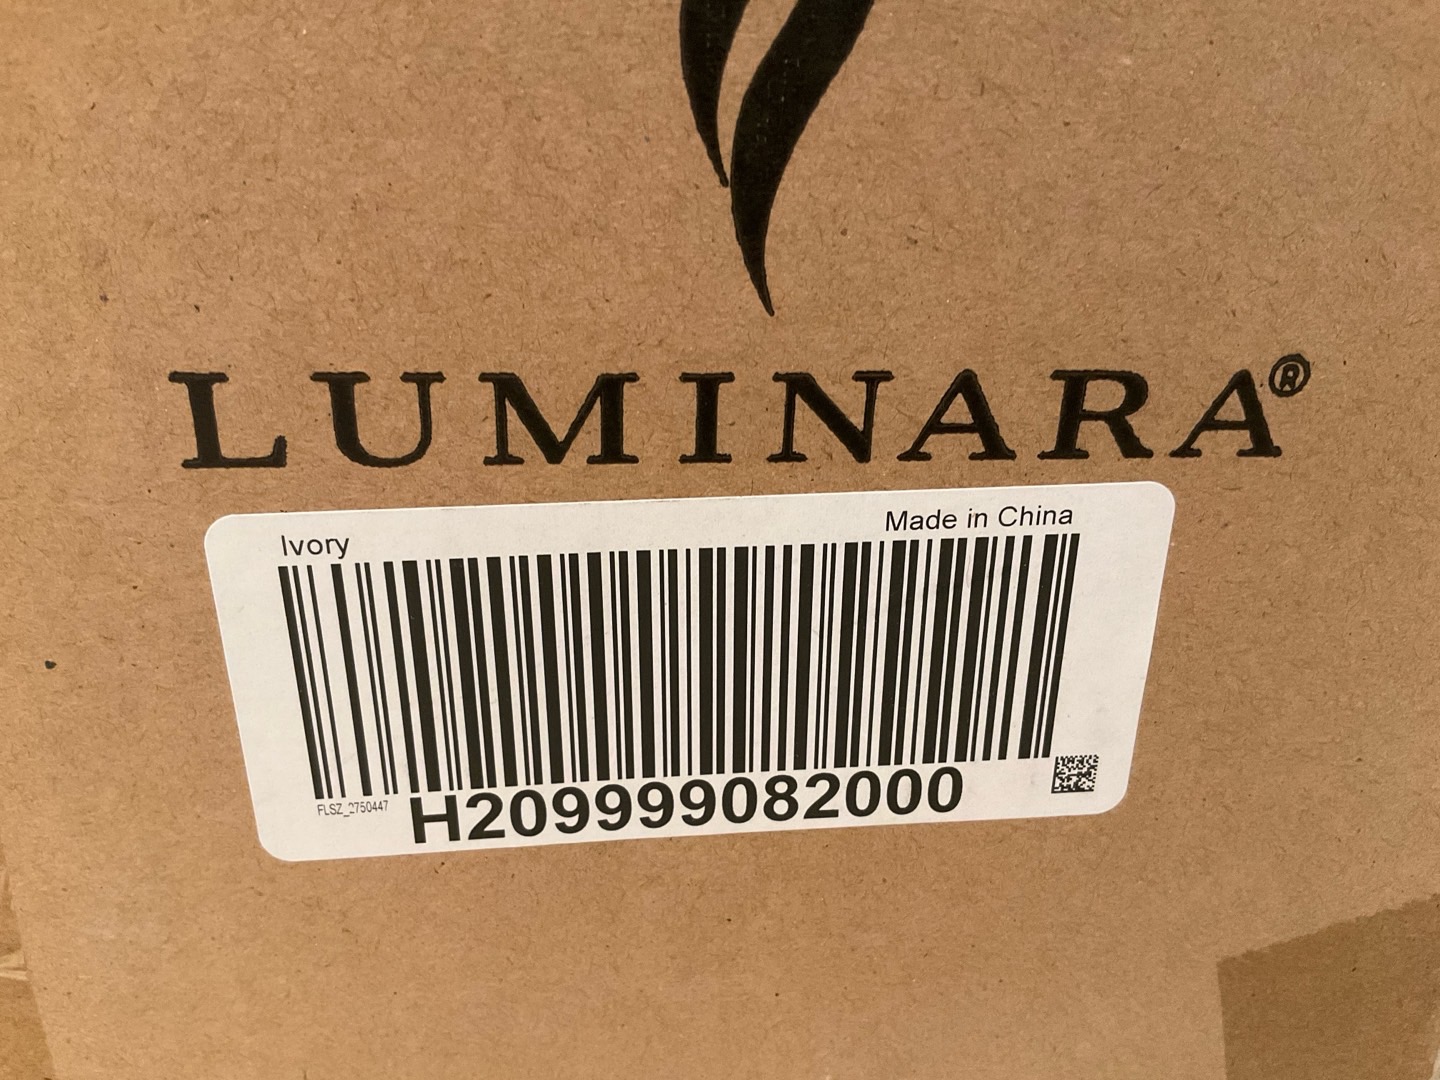 LUMINARA®
Ivory
Made in China
FLSZ_2750447
H209999082000